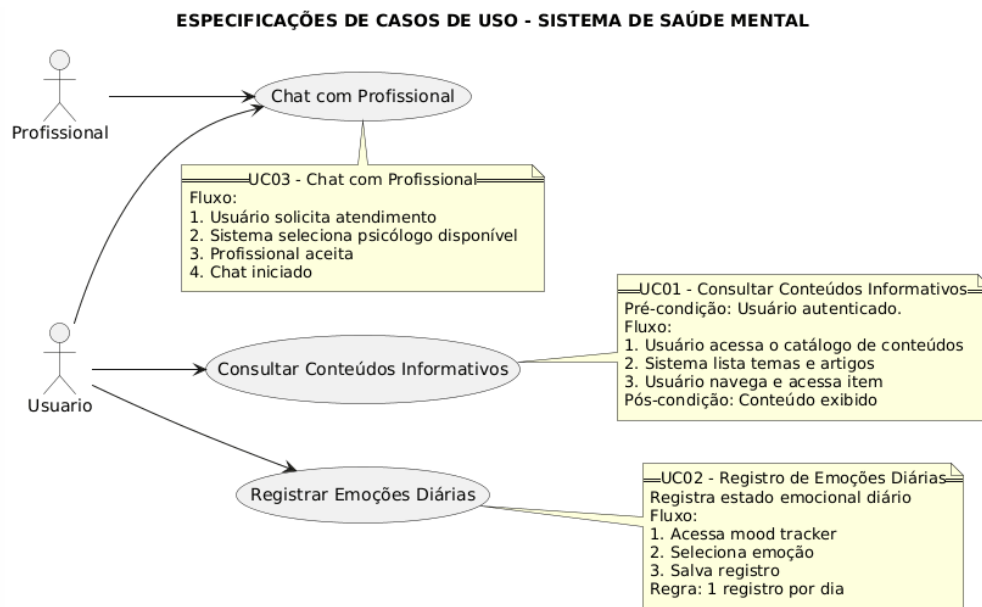 ESPECIFICAÇÕES DE CASOS DE USO - SISTEMA DE SAÚDE MENTAL
Profissional
Chat com Profissional
UC03 - Chat com Profissional
Fluxo:
1. Usuário solicita atendimento
2. Sistema seleciona psicólogo disponível
3. Profissional aceita
4. Chat iniciado
Usuario
Consultar Conteúdos Informativos
UC01 - Consultar Conteúdos Informativos
Pré-condição: Usuário autenticado.
Fluxo:
1. Usuário acessa o catálogo de conteúdos
2. Sistema lista temas e artigos
3. Usuário navega e acessa item
Pós-condição: Conteúdo exibido
Registrar Emoções Diárias
UC02 - Registro de Emoções Diárias
Registra estado emocional diário
Fluxo:
1. Acessa mood tracker
2. Seleciona emoção
3. Salva registro
Regra: 1 registro por dia